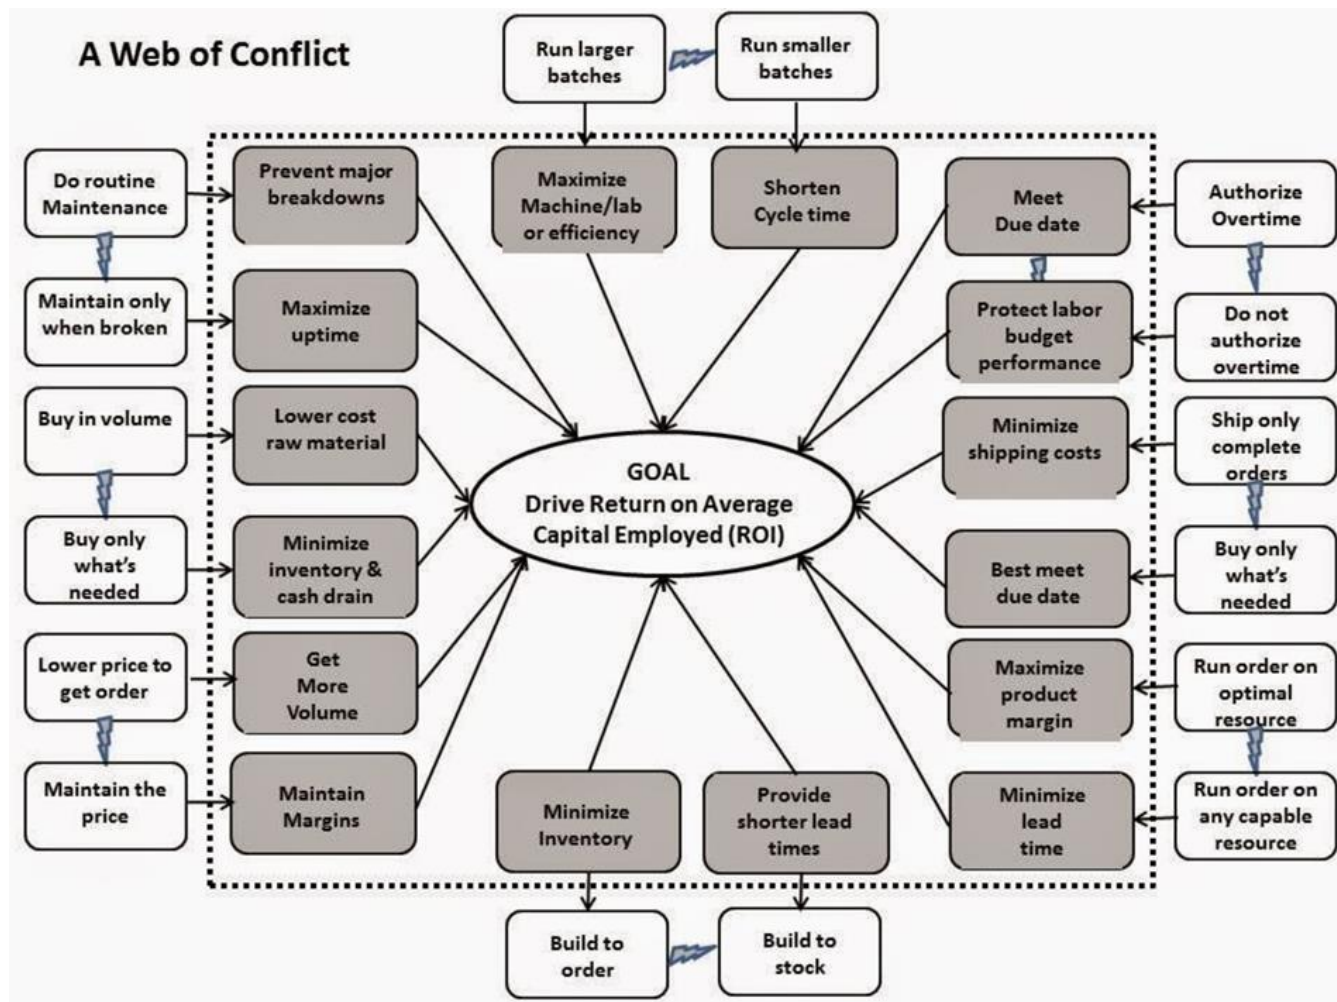 A Web of Conflict
Run larger
batches
Run smaller
batches
Do routine
Maintenance
Prevent major
breakdowns
Maximize
Machine/lab
or efficiency
Shorten
Cycle time
Meet
Due date
Authorize
Overtime
Maintain only
when broken
Maximize
uptime
Protect labor
budget
performance
Do not
authorize
overtime
Buy in volume
Lower cost
raw material
Minimize
shipping costs
Ship only
complete
orders
GOAL
Drive Return on Average
Capital Employed (ROI)
Buy only
what's
needed
Minimize
inventory &
cash drain
Best meet
due date
Buy only
what's
needed
Lower price to
get order
Get
More
Volume
Maximize
product
margin
Run order on
optimal
resource
Maintain the
price
Maintain
Margins
Minimize
Inventory
Provide
shorter lead
times
Minimize
lead
time
Run order on
any capable
resource
Build to
order
Build to
stock